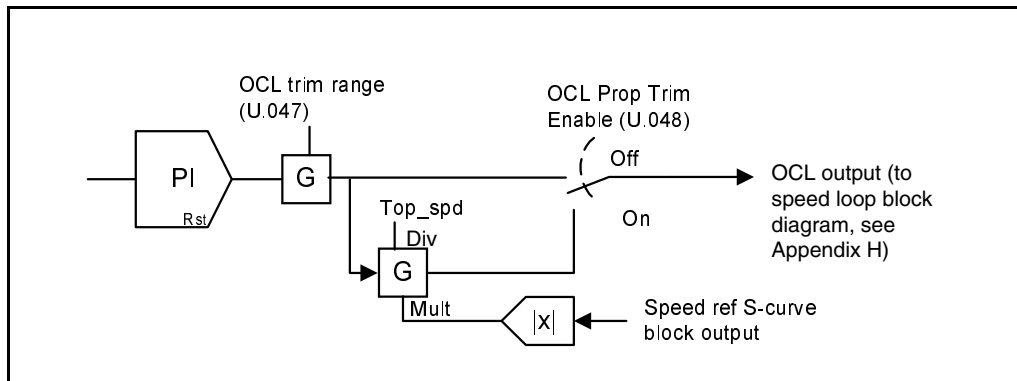 OCL trim range
(U.047)
OCL Prop Trim
Enable (U.048)
PI
Rst
G
Off
On
OCL output (to
speed loop block
diagram, see
Appendix H)
Top_spd
Div
G
Mult
|x|
Speed ref S-curve
block output